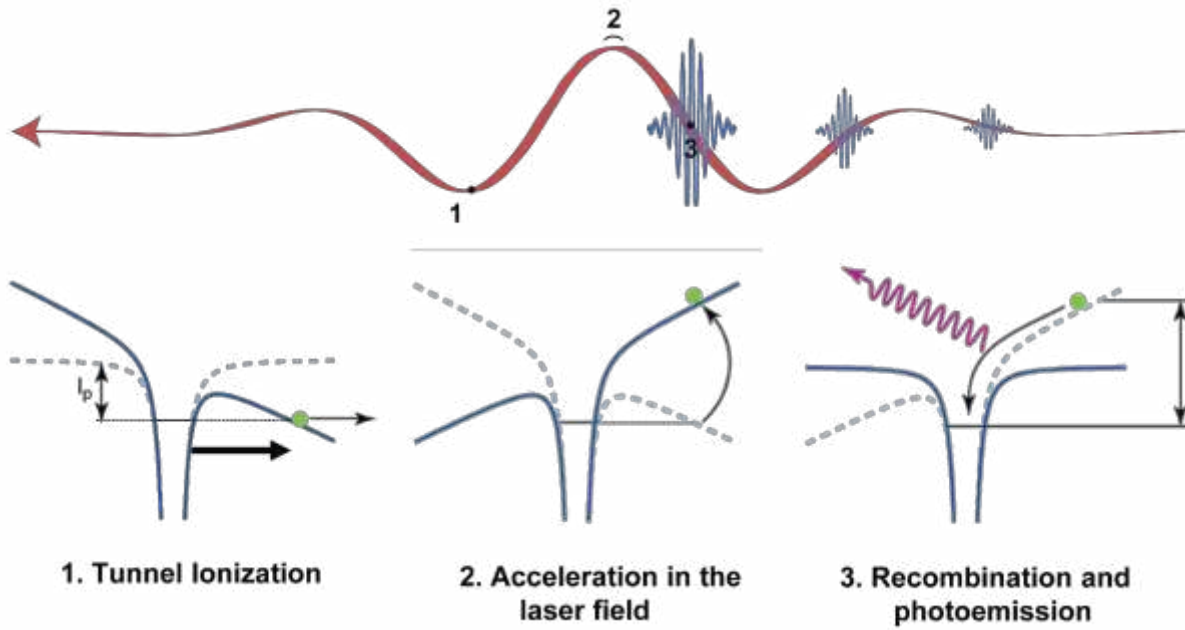 2
3
1
Ip
1. Tunnel Ionization
2. Acceleration in the
laser field
3. Recombination and
photoemission